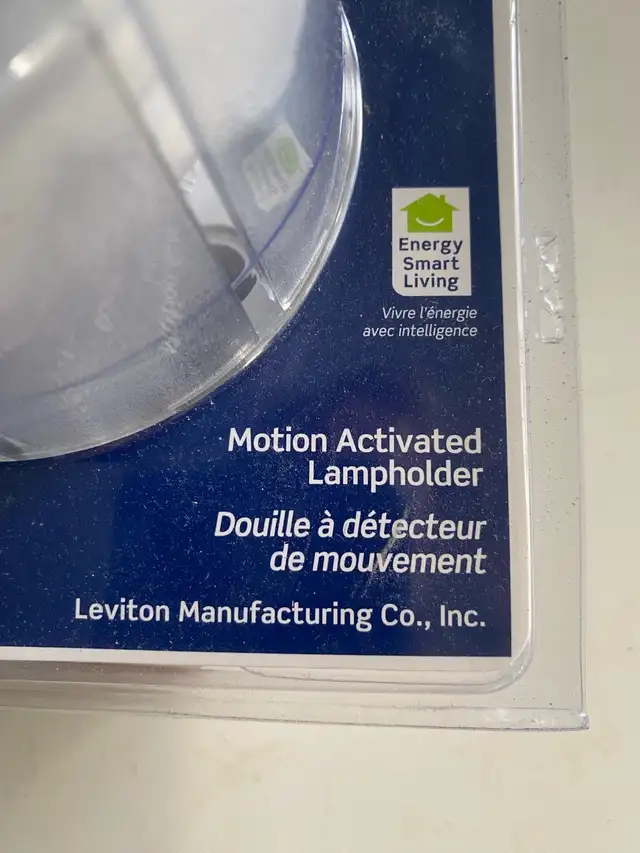 Energy
Smart
Living
Vivre l'énergie
avec intelligence
Motion Activated
Lampholder
Douille à détecteur
de mouvement
Leviton Manufacturing Co., Inc.